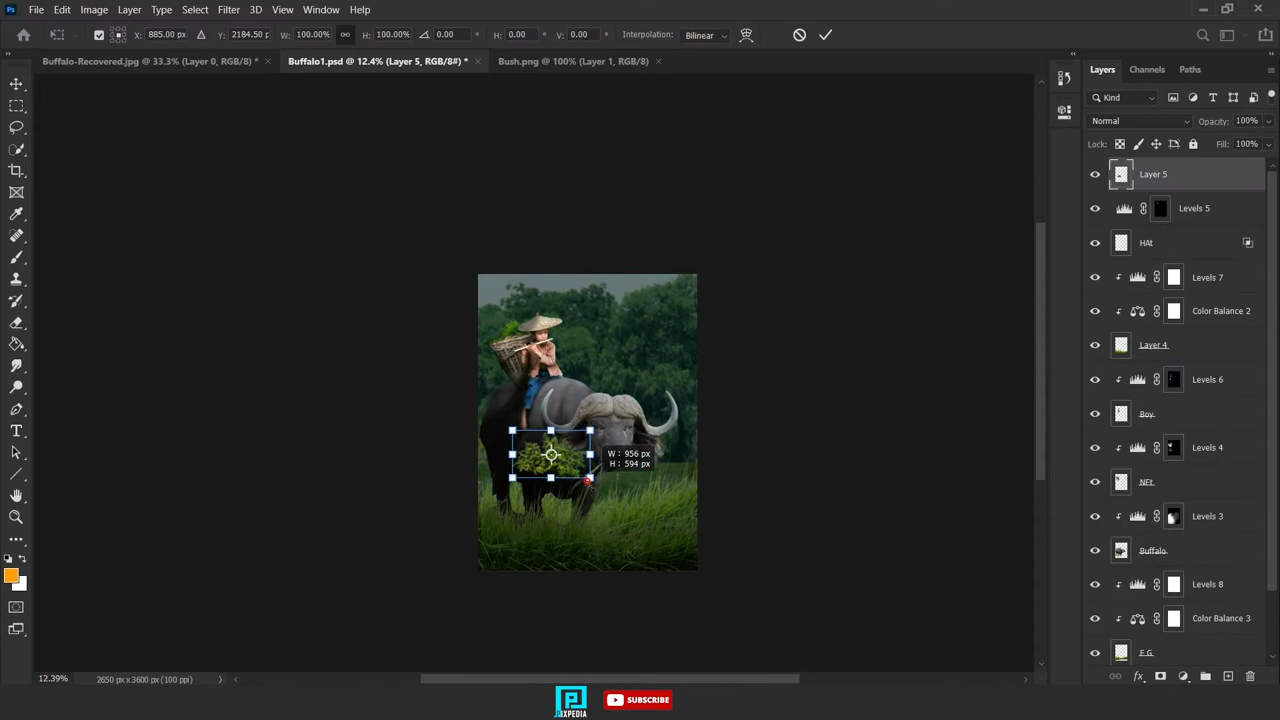 Ps File Edit Image Layer Type Select Filter 3D View Window Help
X: 885.00 px Y: 2184.50 p W: 100.00% H: 100.00% 0.00 ° H: 0.00 ° V: 0.00 ° Interpolation: Bilinear
Buffalo-Recovered.jpg @ 33.3% (Layer 0, RGB/8) * Buffalo1.psd @ 12.4% (Layer 5, RGB/8#) * Bush.png @ 100% (Layer 1, RGB/8)
Layers Channels Paths
Kind
Normal Opacity: 100%
Lock: Fill: 100%
Layer 5
Levels 5
HAt
Levels 7
Color Balance 2
Layer 4
Levels 6
Boy
Levels 4
Levels 3
Buffalo
Levels 8
Color Balance 3
F G
W: 956 px
H: 594 px
12.39% 2650 px x 3600 px (100 ppi)
PIXPEDIA
SUBSCRIBE